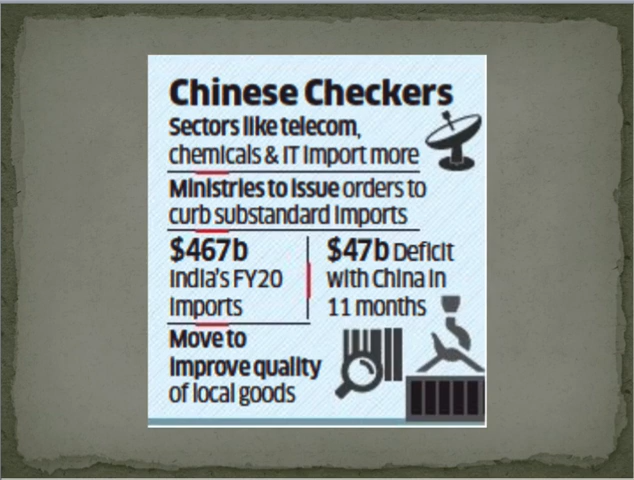 Chinese Checkers
Sectors like telecom,
chemicals & IT Import more
Ministries to issue orders to
curb substandard imports
$467b
India's FY20
Imports
$47b Deficit
with China in
11 months
Move to
improve quality
of local goods